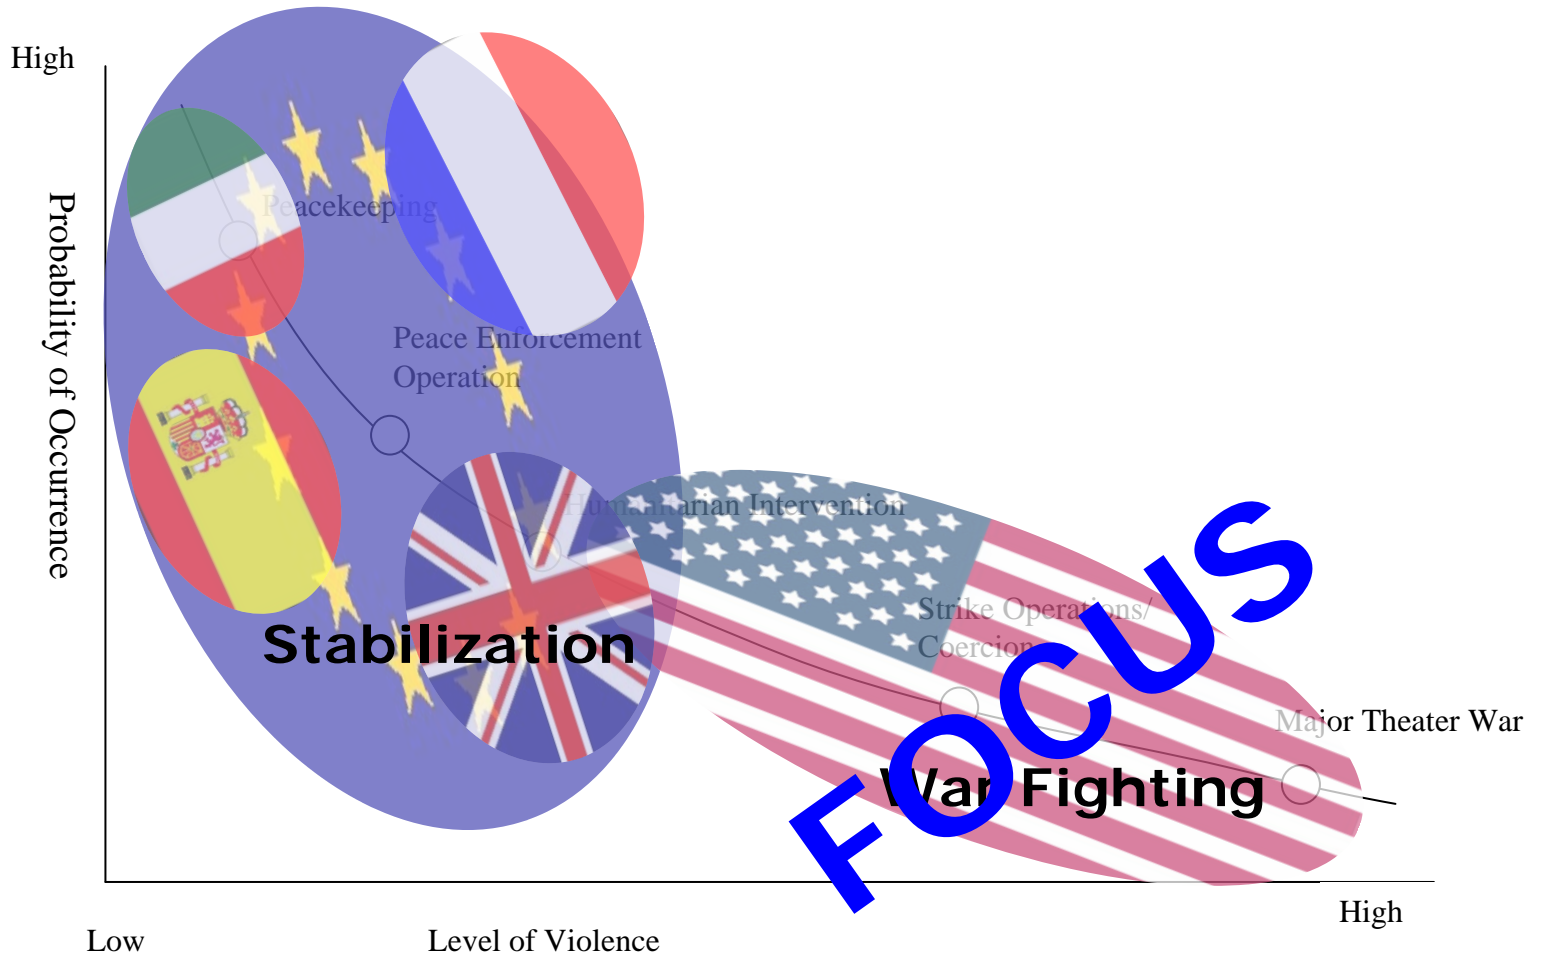 High
Probability of Occurrence
Peacekeeping
Peace Enforcement
Operation
Humanitarian Intervention
Strike Operations/
Coercion
Stabilization
Major Theater War
War Fighting
FOCUS
High
Low
Level of Violence